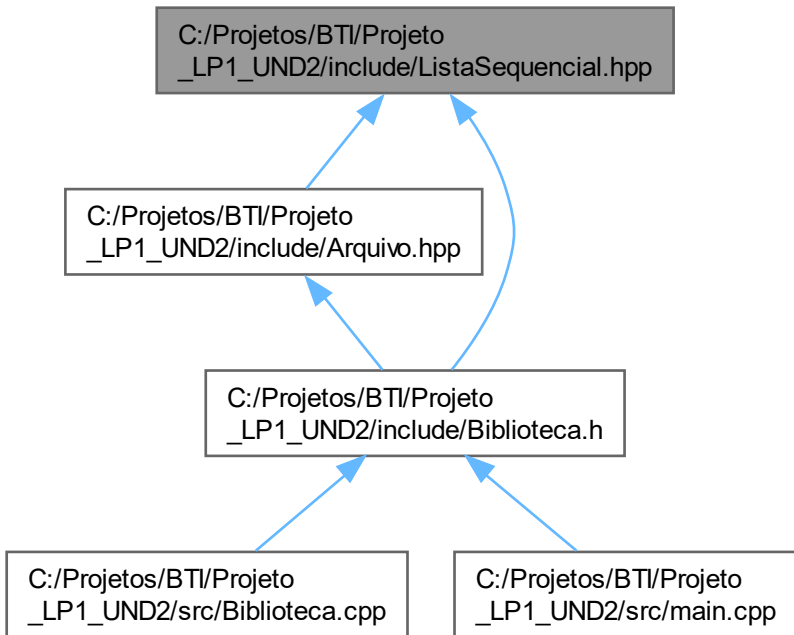 C:/Projetos/BTI/Projeto
_LP1_UND2/include/ListaSequencial.hpp
C:/Projetos/BTI/Projeto
_LP1_UND2/include/Arquivo.hpp
C:/Projetos/BTI/Projeto
_LP1_UND2/include/Biblioteca.h
C:/Projetos/BTI/Projeto
_LP1_UND2/src/Biblioteca.cpp
C:/Projetos/BTI/Projeto
_LP1_UND2/src/main.cpp